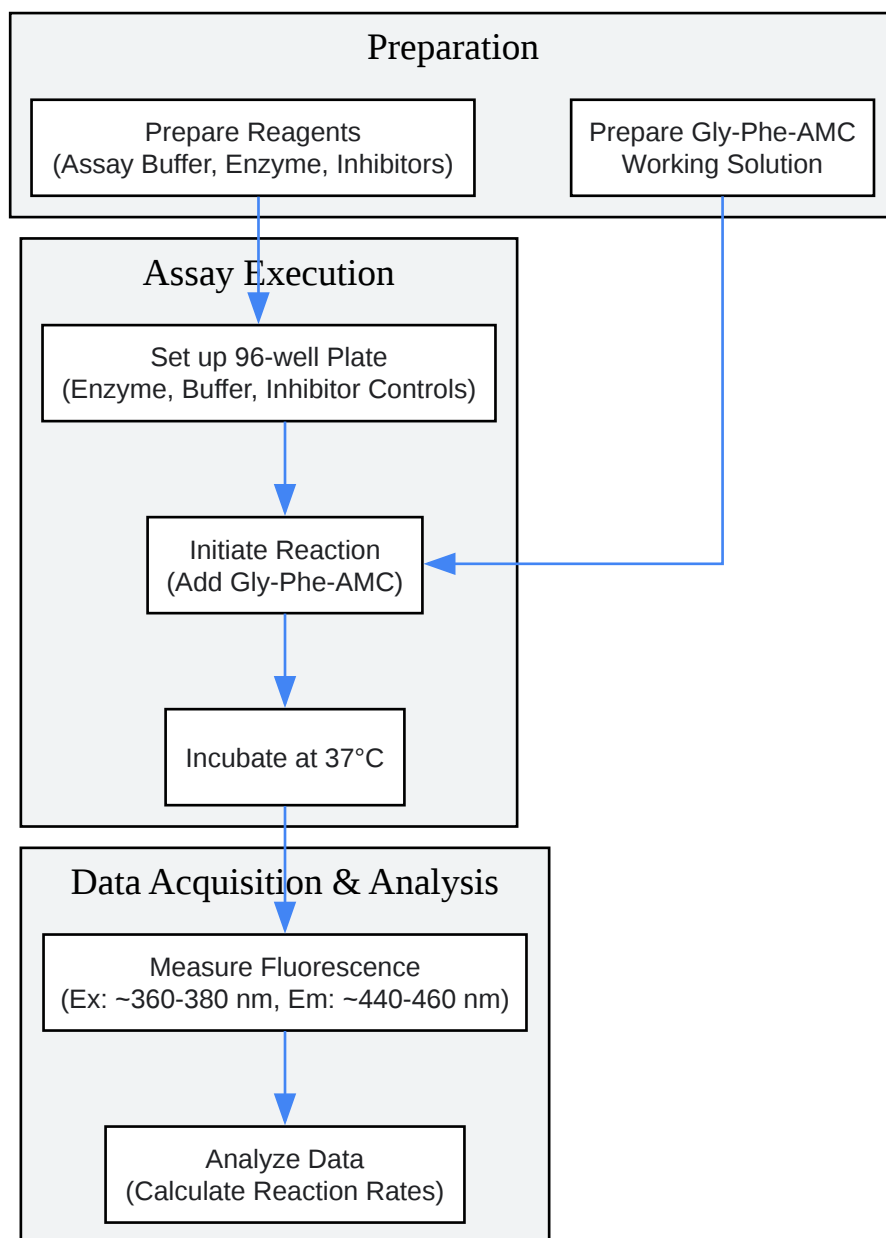 Preparation
Prepare Reagents
(Assay Buffer, Enzyme, Inhibitors)
Prepare Gly-Phe-AMC
Working Solution
Assay Execution
Set up 96-well Plate
(Enzyme, Buffer, Inhibitor Controls)
Initiate Reaction
(Add Gly-Phe-AMC)
Incubate at 37°C
Data Acquisition & Analysis
Measure Fluorescence
(Ex: ~360-380 nm, Em: ~440-460 nm)
Analyze Data
(Calculate Reaction Rates)